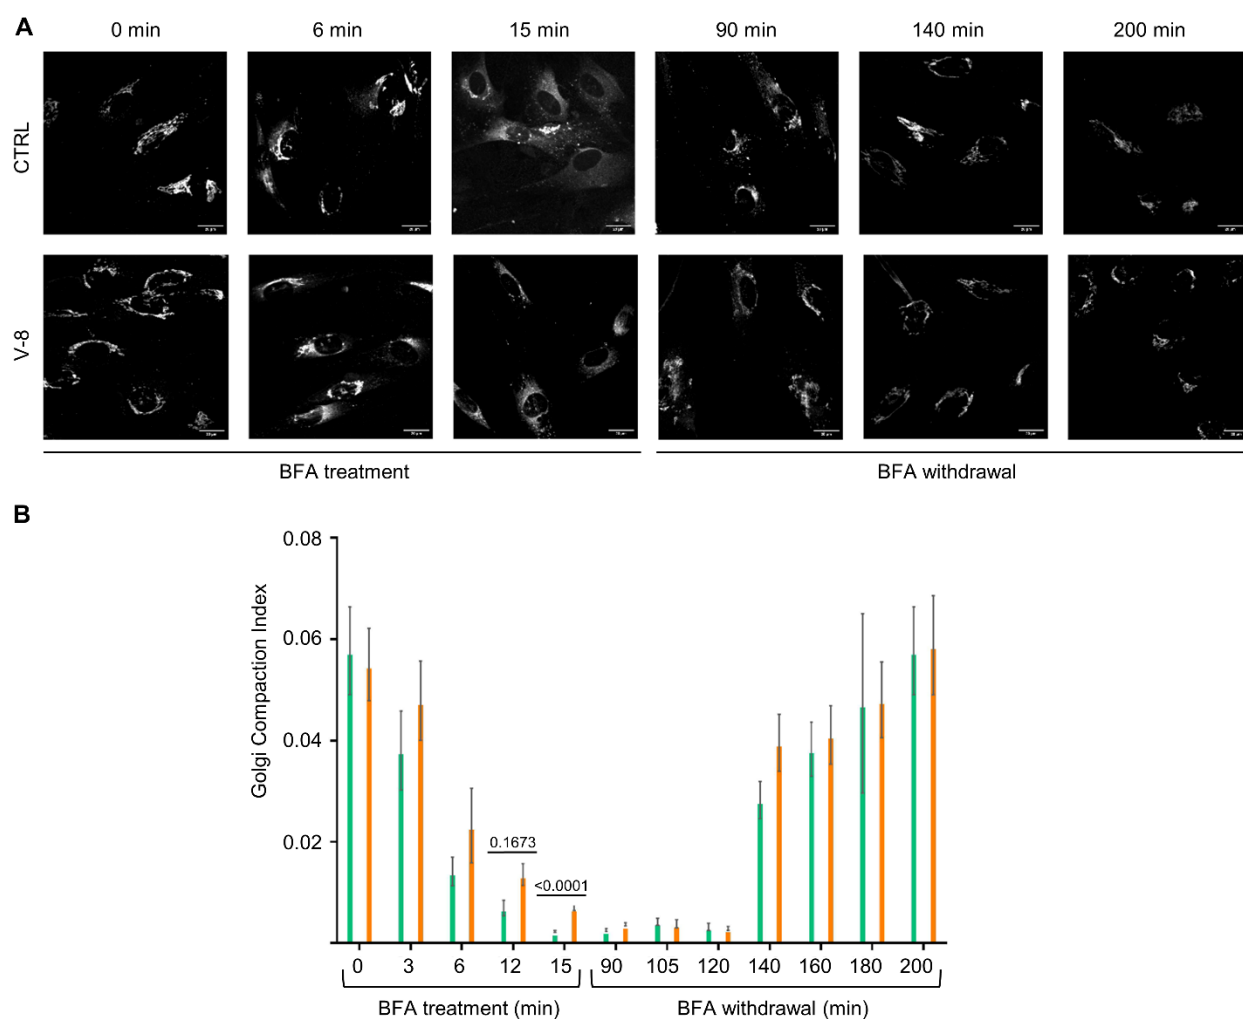 A
0 min 6 min 15 min 90 min 140 min 200 min
CTRL
V-8
BFA treatment BFA withdrawal
B
Golgi Compaction Index
0.08
0.06
0.04
0.02
0.1673
<0.0001
0 3 6 12 15 90 105 120 140 160 180 200
BFA treatment (min) BFA withdrawal (min)